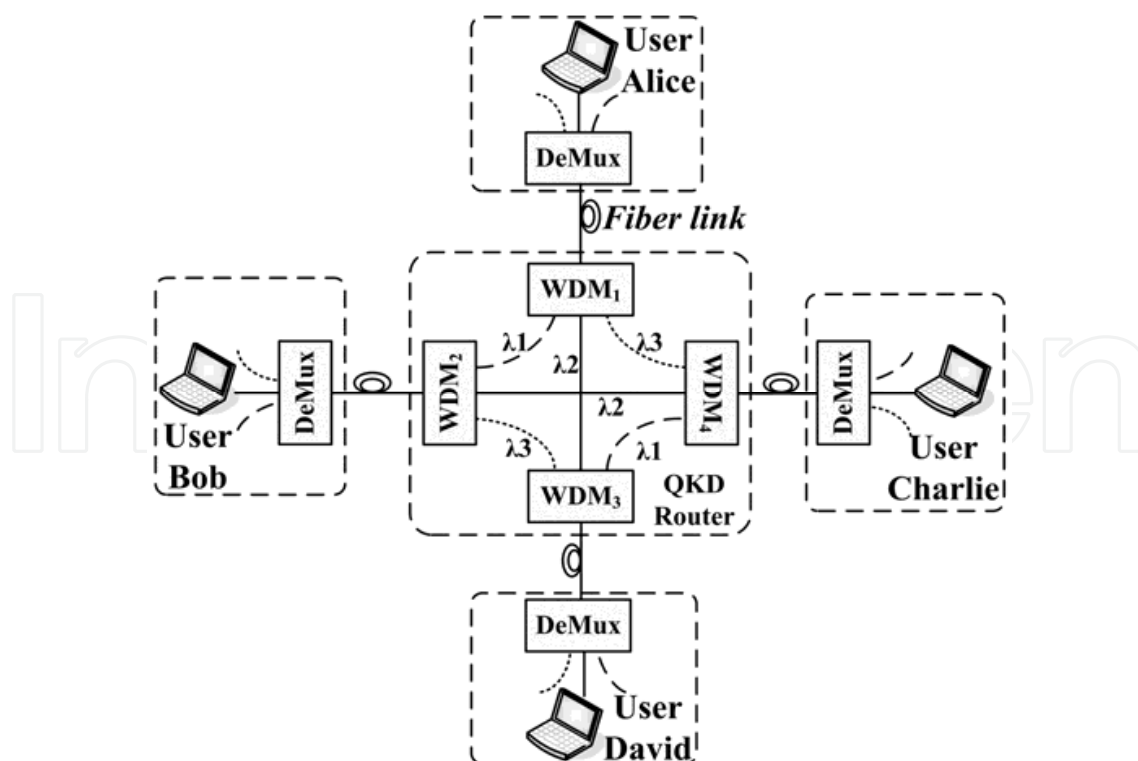 User
Alice
DeMux
Fiber link
WDM₁
λ1
λ3
λ2
WDM₂
DeMux
User
Bob
λ2
WDM₄
DeMux
User
Charlie
λ3
λ1
WDM₃
QKD
Router
DeMux
User
David